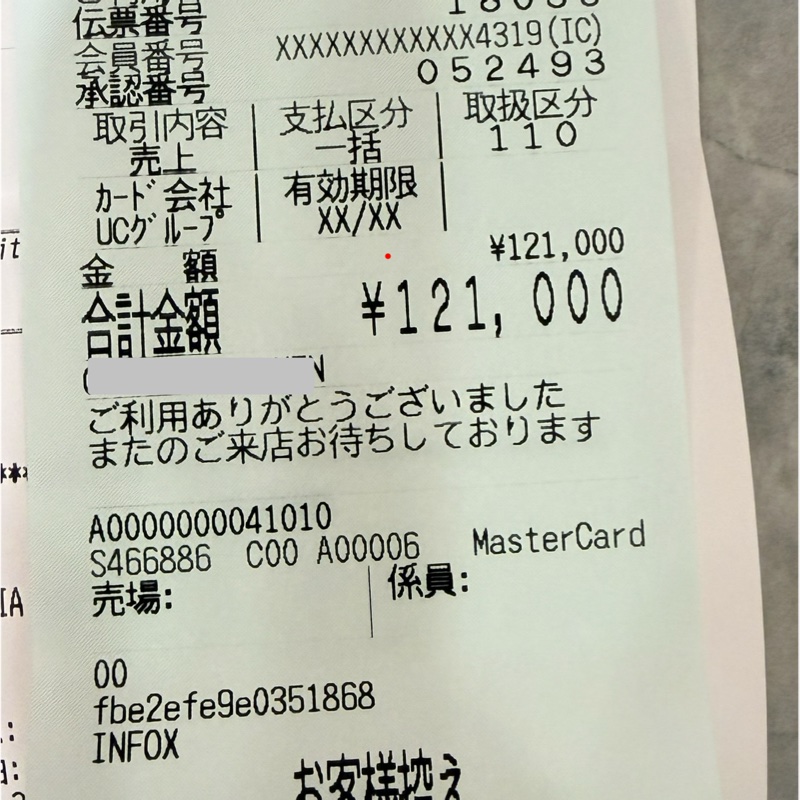 伝票番号
会員番号 XXXXXXXXXXXX4319(IC)
承認番号 052493
取引内容 支払区分 取扱区分
売上 一括 110
ｶｰﾄﾞ会社 有効期限
UCｸﾞﾙｰﾌﾟ XX/XX
金 額 ¥121,000
合計金額 ¥121,000
ご利用ありがとうございました
またのご来店お待ちしております
A0000000041010
S466886 C00 A00006 MasterCard
売場: 係員:
00
fbe2efe9e0351868
INFOX
お客様控え